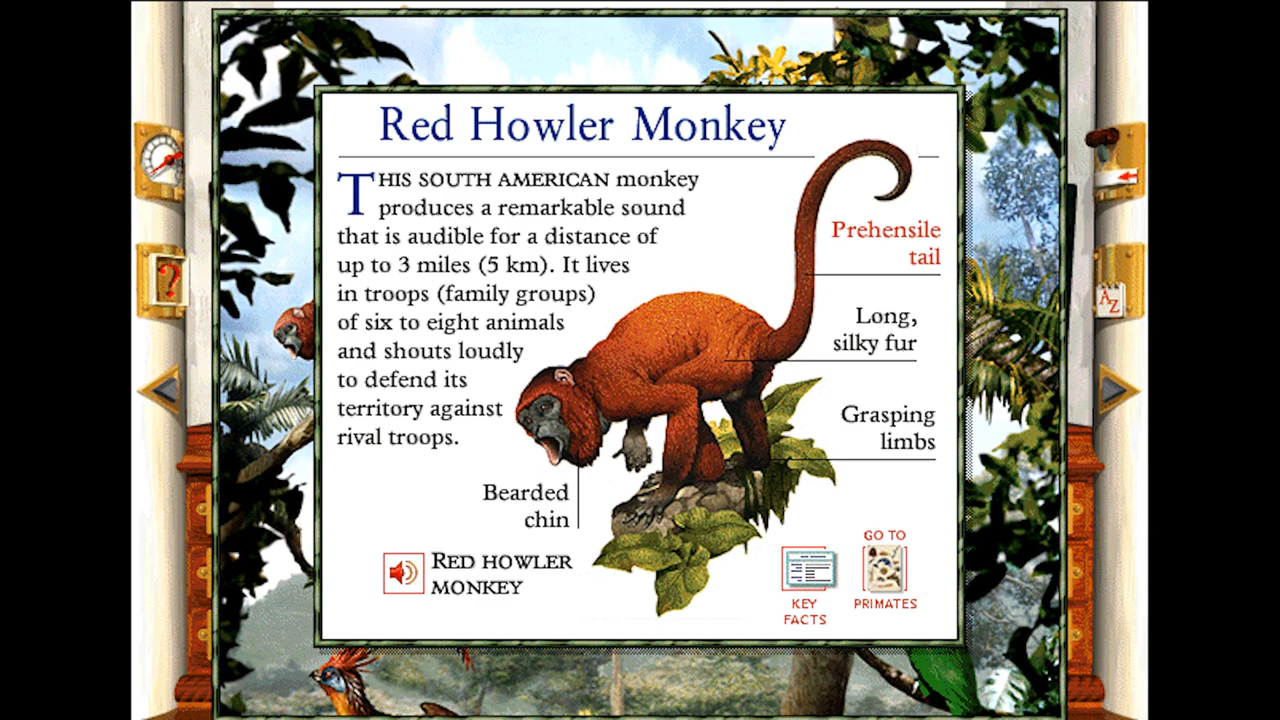 Red Howler Monkey
THIS SOUTH AMERICAN monkey
produces a remarkable sound
that is audible for a distance of
up to 3 miles (5 km). It lives
in troops (family groups)
of six to eight animals
and shouts loudly
to defend its
territory against
rival troops.
Prehensile
tail
Long,
silky fur
Grasping
limbs
Bearded
chin
RED HOWLER
MONKEY
KEY
FACTS
GO TO
PRIMATES
?
A
Z